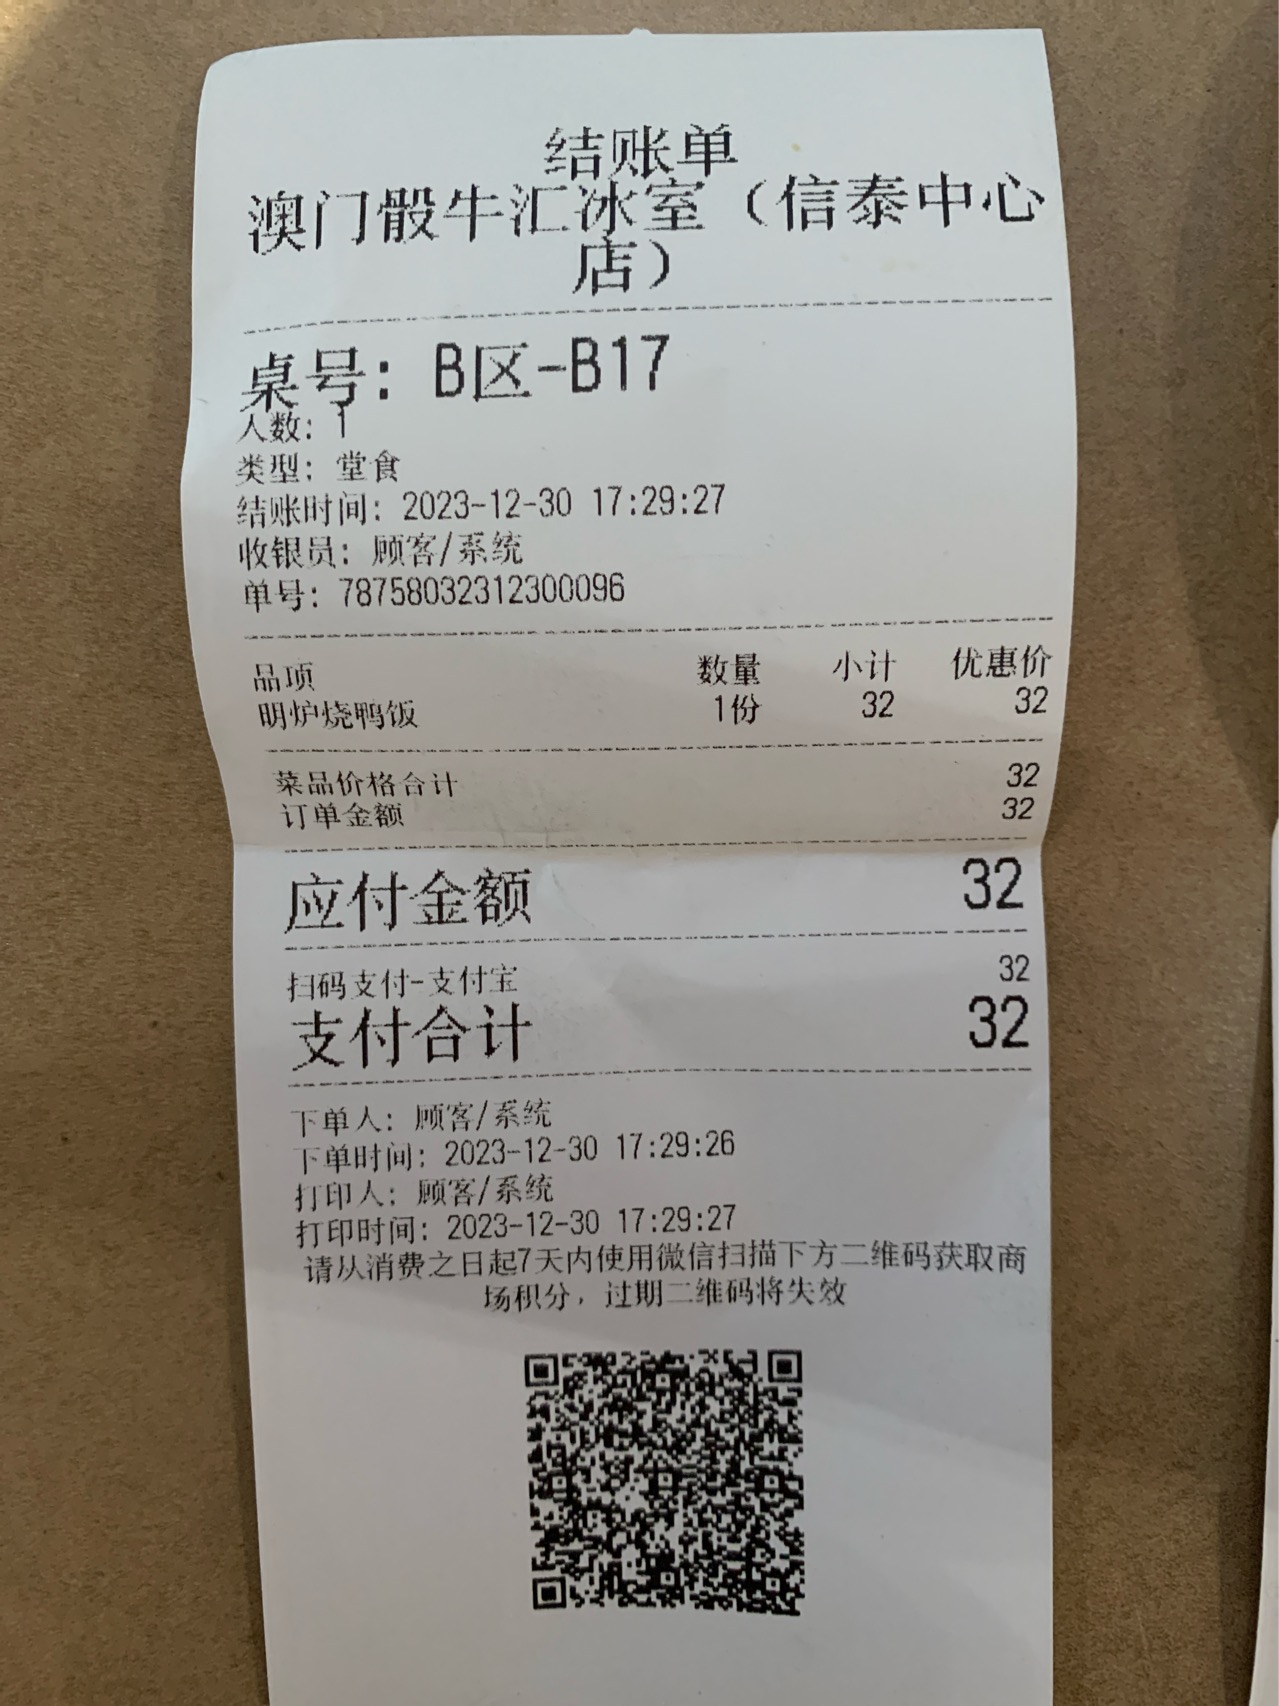 结账单
澳门骰牛汇冰室（信泰中心
店）
桌号：B区-B17
人数：1
类型：堂食
结账时间：2023-12-30 17:29:27
收银员：顾客/系统
单号：78758032312300096
品项 数量 小计 优惠价
明炉烧鸭饭 1份 32 32
菜品价格合计 32
订单金额 32
应付金额 32
扫码支付-支付宝 32
支付合计 32
下单人：顾客/系统
下单时间：2023-12-30 17:29:26
打印人：顾客/系统
打印时间：2023-12-30 17:29:27
请从消费之日起7天内使用微信扫描下方二维码获取商
场积分，过期二维码将失效